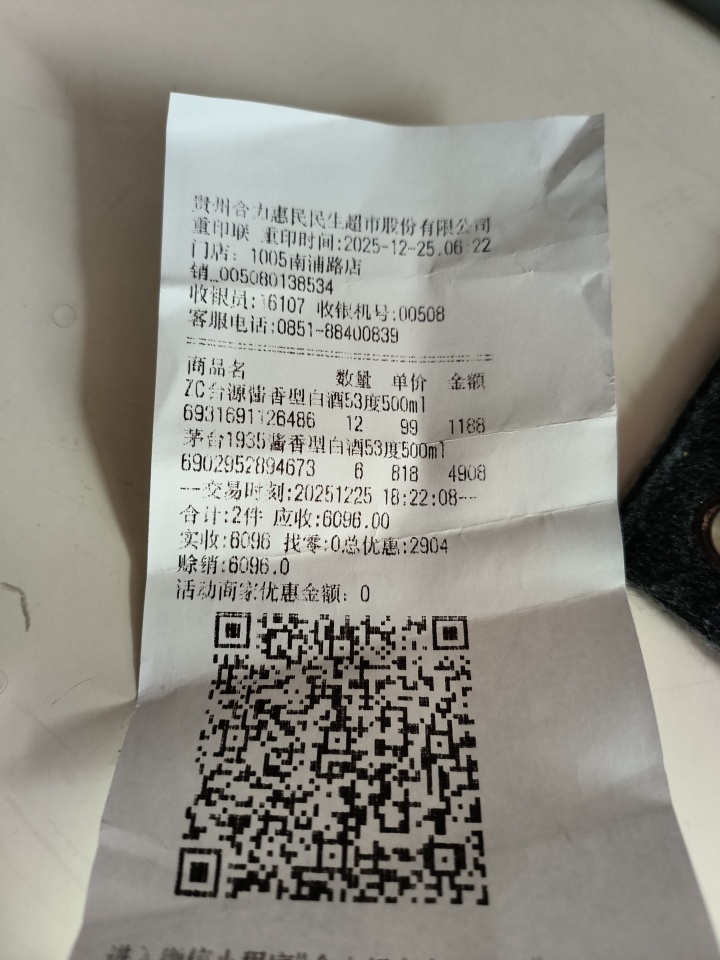 贵州合力惠民民生超市股份有限公司
重印联 重印时间:2025-12-25.06:22
门店: 1005南浦路店
销_005080138534
收银员:16107 收银机号:00508
客服电话:0851-88400839
商品名 数量 单价 金额
ZC台源酱香型白酒53度500ml
6931691126486 12 99 1188
茅台1935酱香型白酒53度500ml
6902952894673 6 818 4908
---交易时刻:20251225 18:22:08---
合计:2件 应收:6096.00
实收:6096 找零:0总优惠:2904
赊销:6096.0
活动商家优惠金额: 0
进入微信小程序